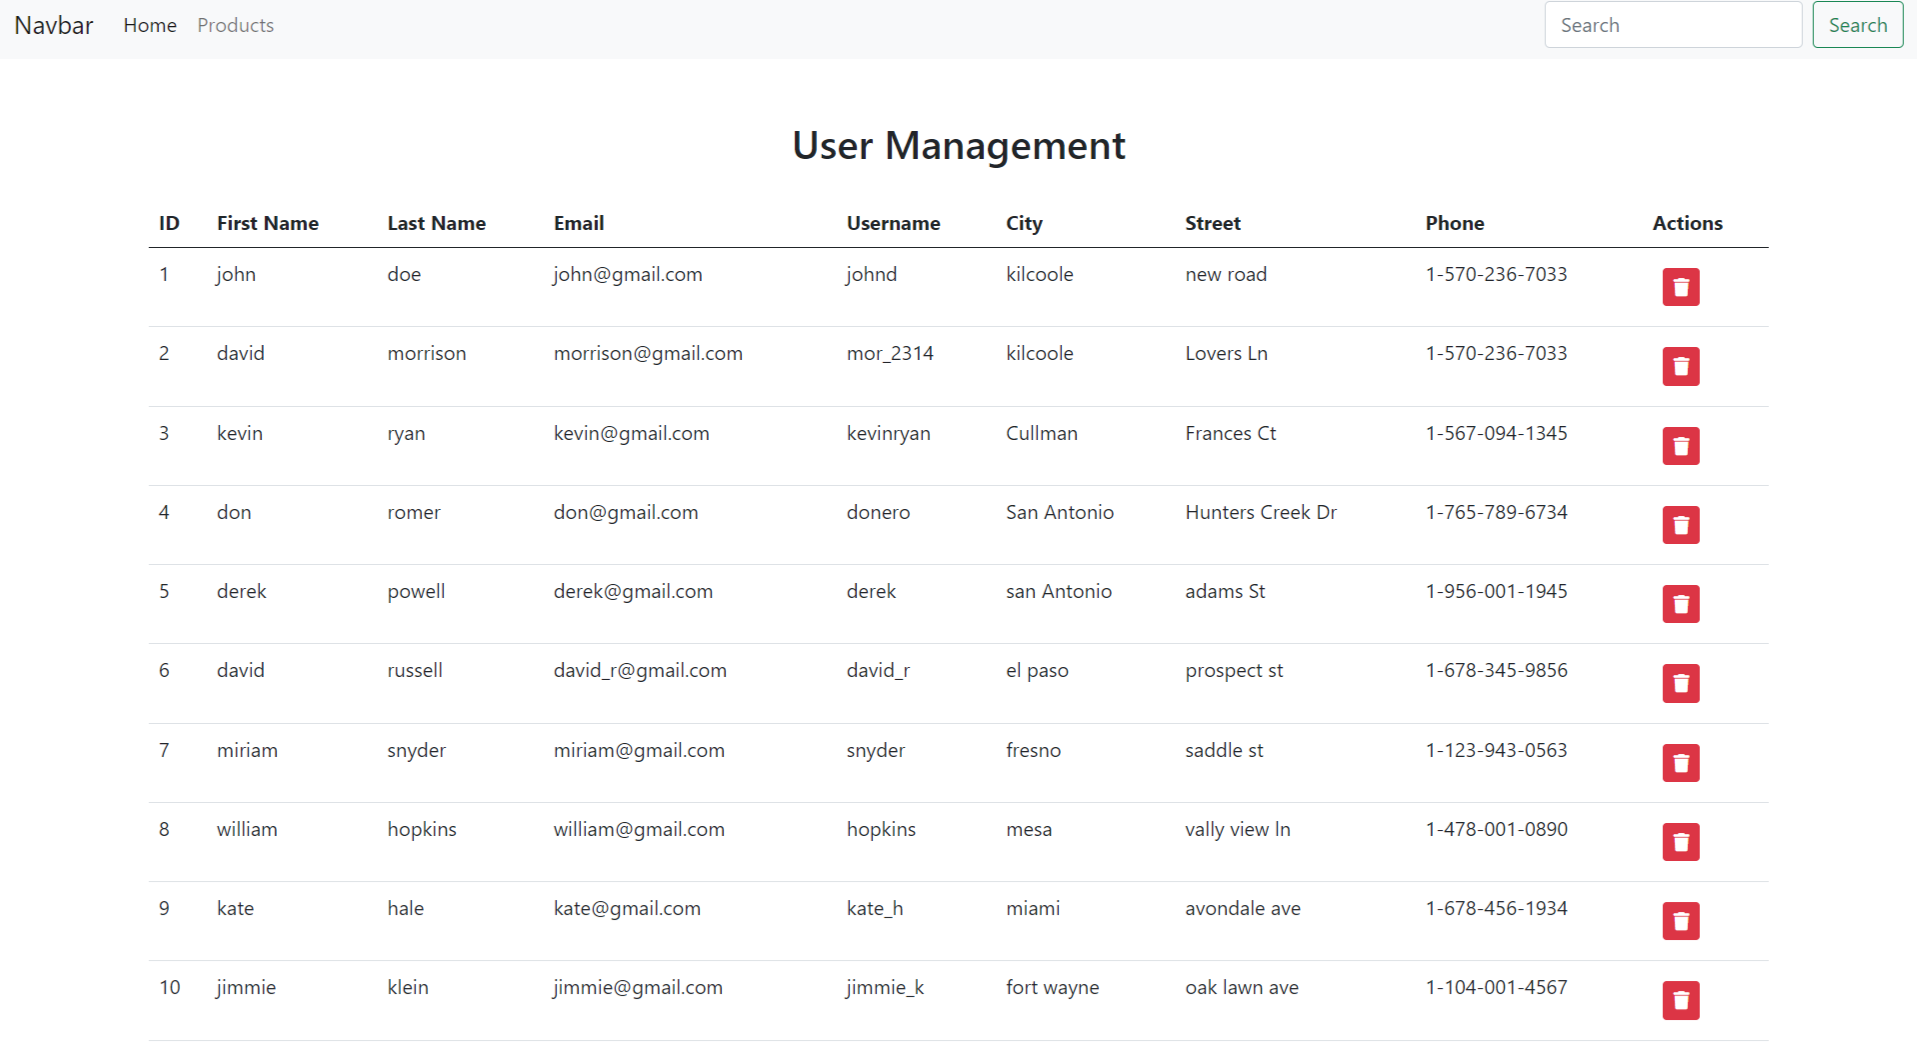 Navbar Home Products Search Search
User Management
ID First Name Last Name Email Username City Street Phone Actions
1 john doe john@gmail.com johnd kilcoole new road 1-570-236-7033
2 david morrison morrison@gmail.com mor_2314 kilcoole Lovers Ln 1-570-236-7033
3 kevin ryan kevin@gmail.com kevinryan Cullman Frances Ct 1-567-094-1345
4 don romer don@gmail.com donero San Antonio Hunters Creek Dr 1-765-789-6734
5 derek powell derek@gmail.com derek san Antonio adams St 1-956-001-1945
6 david russell david_r@gmail.com david_r el paso prospect st 1-678-345-9856
7 miriam snyder miriam@gmail.com snyder fresno saddle st 1-123-943-0563
8 william hopkins william@gmail.com hopkins mesa vally view ln 1-478-001-0890
9 kate hale kate@gmail.com kate_h miami avondale ave 1-678-456-1934
10 jimmie klein jimmie@gmail.com jimmie_k fort wayne oak lawn ave 1-104-001-4567